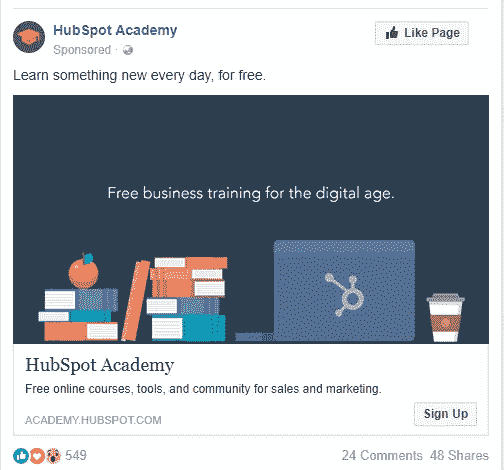 HubSpot Academy
Like Page
Sponsored ·
Learn something new every day, for free.
Free business training for the digital age.
HubSpot Academy
Free online courses, tools, and community for sales and marketing.
ACADEMY.HUBSPOT.COM
Sign Up
549
24 Comments 48 Shares